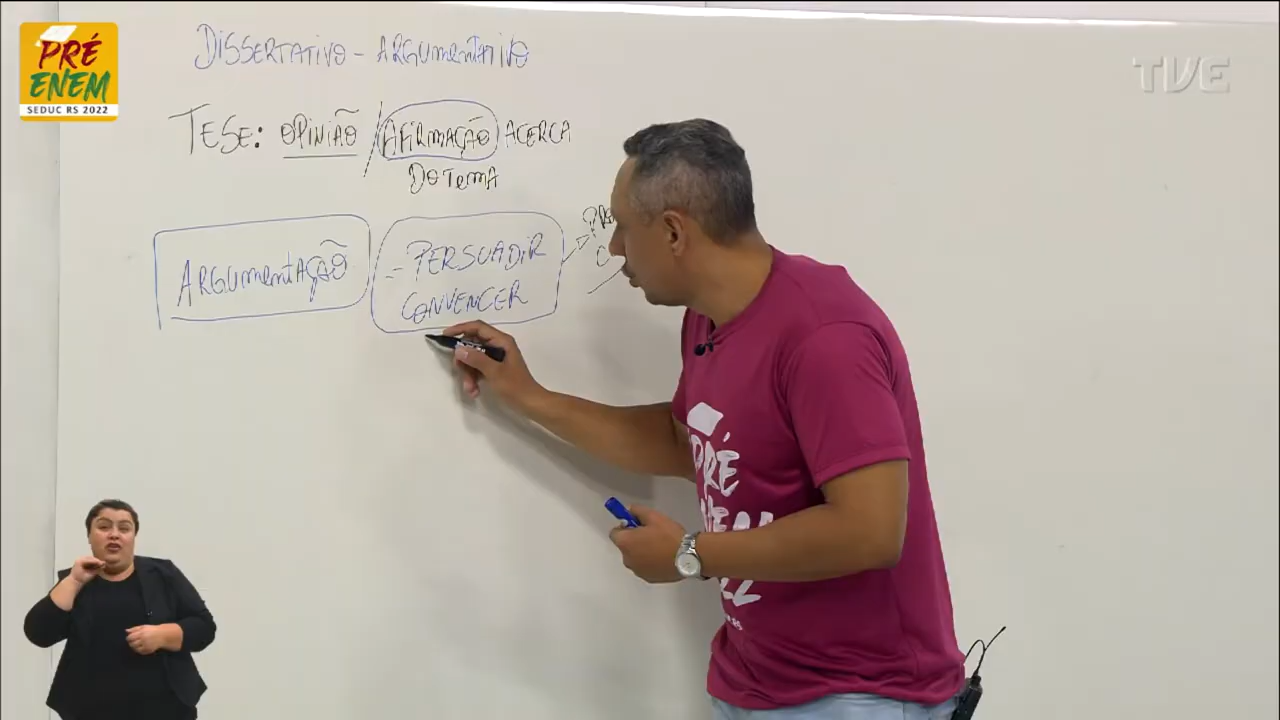 PRÉ
ENEM
SEDUC RS 2022
TVE
DISSERTATIVO - ARGUMENTATIVO
TESE: OPINIÃO / AFIRMAÇÃO ACERCA
DO TEMA
ARGUMENTAÇÃO
- PERSUADIR
CONVENCER
PRÉ